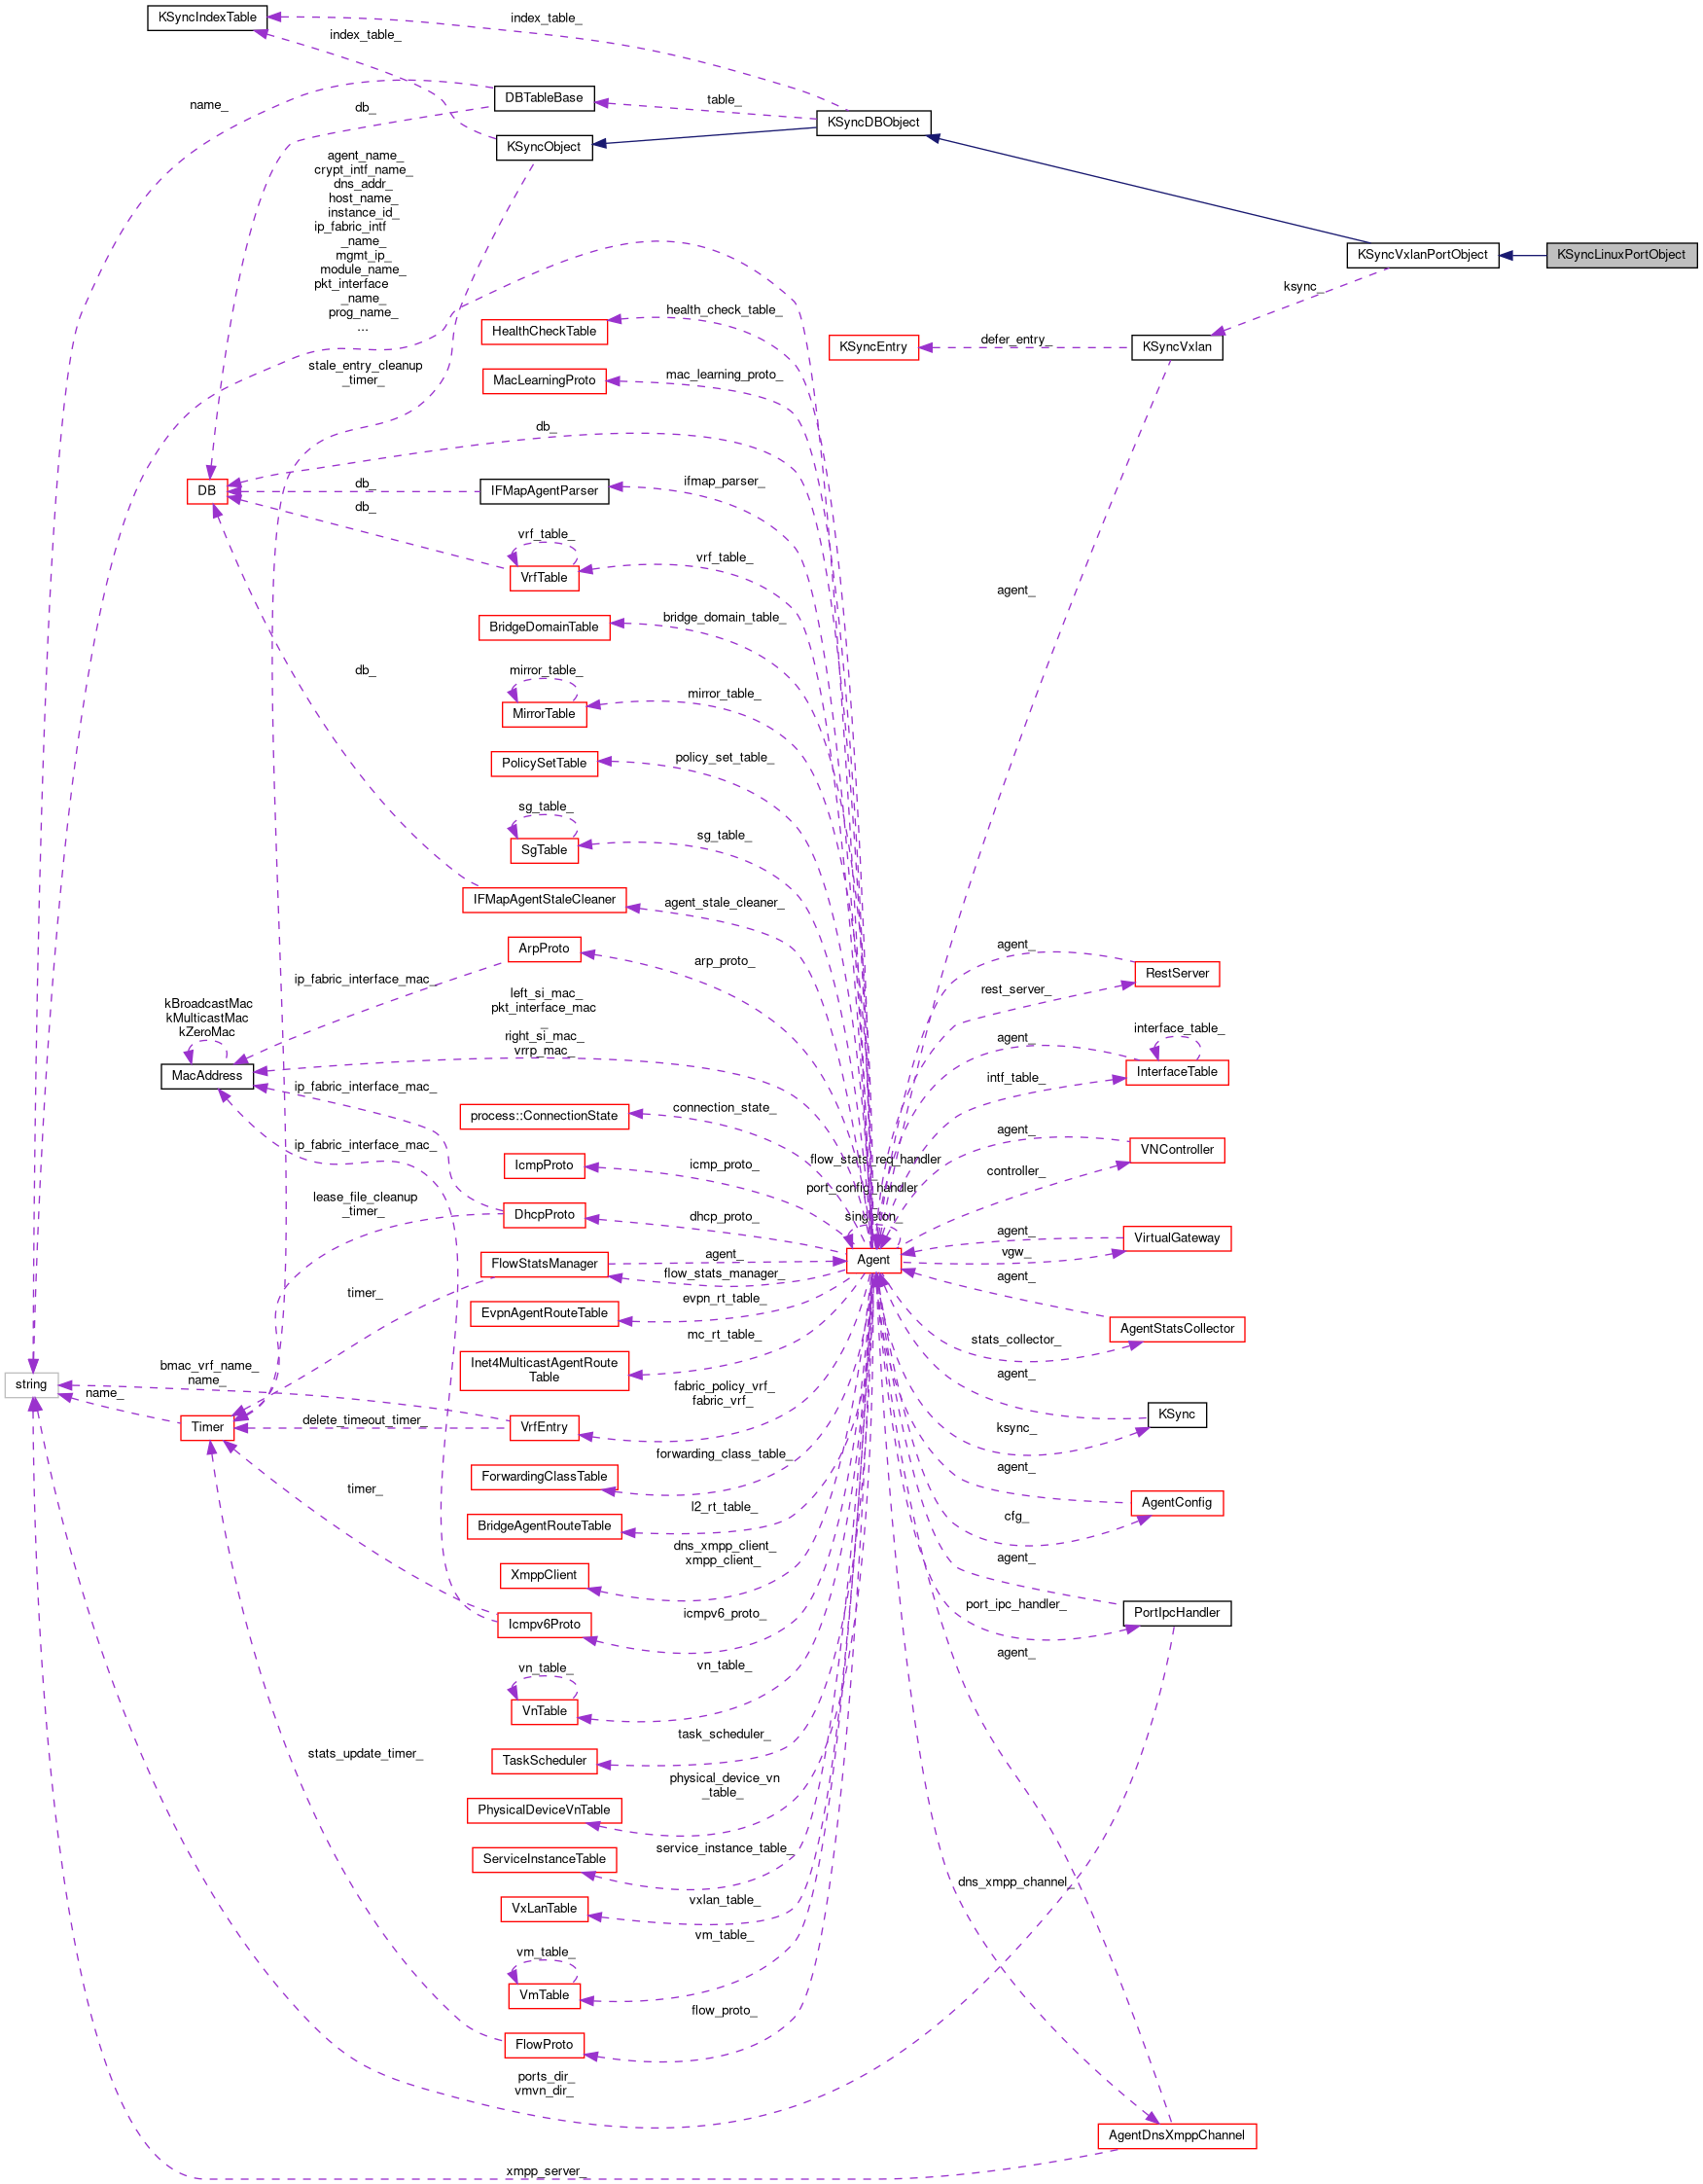 KSyncIndexTable
index_table_
index_table_
name_
DBTableBase
table_
db_
KSyncDBObject
KSyncObject
agent_name_
crypt_intf_name_
dns_addr_
host_name_
instance_id_
ip_fabric_intf
_name_
mgmt_ip_
module_name_
pkt_interface
_name_
prog_name_
...
KSyncVxlanPortObject
KSyncLinuxPortObject
ksync_
health_check_table_
HealthCheckTable
KSyncEntry
defer_entry_
KSyncVxlan
stale_entry_cleanup
_timer_
MacLearningProto
mac_learning_proto_
db_
DB
db_
IFMapAgentParser
ifmap_parser_
db_
vrf_table_
VrfTable
vrf_table_
agent_
BridgeDomainTable
bridge_domain_table_
db_
mirror_table_
MirrorTable
mirror_table_
PolicySetTable
policy_set_table_
sg_table_
SgTable
sg_table_
IFMapAgentStaleCleaner
agent_stale_cleaner_
ArpProto
arp_proto_
agent_
RestServer
rest_server_
ip_fabric_interface_mac_
left_si_mac_
pkt_interface_mac
_
right_si_mac_
vrrp_mac_
kBroadcastMac
kMulticastMac
kZeroMac
MacAddress
agent_
interface_table_
InterfaceTable
intf_table_
ip_fabric_interface_mac_
process::ConnectionState
connection_state_
ip_fabric_interface_mac_
agent_
VNController
controller_
IcmpProto
icmp_proto_
flow_stats_req_handler
_
port_config_handler
_
singleton_
lease_file_cleanup
_timer_
DhcpProto
dhcp_proto_
agent_
VirtualGateway
vgw_
FlowStatsManager
agent_
Agent
flow_stats_manager_
agent_
timer_
EvpnAgentRouteTable
evpn_rt_table_
AgentStatsCollector
stats_collector_
mc_rt_table_
Inet4MulticastAgentRoute
Table
string
bmac_vrf_name_
name_
name_
fabric_policy_vrf_
fabric_vrf_
agent_
KSync
ksync_
Timer
delete_timeout_timer_
VrfEntry
forwarding_class_table_
ForwardingClassTable
agent_
AgentConfig
cfg_
timer_
BridgeAgentRouteTable
l2_rt_table_
dns_xmpp_client_
xmpp_client_
XmppClient
agent_
PortIpcHandler
port_ipc_handler_
Icmpv6Proto
icmpv6_proto_
agent_
vn_table_
VnTable
vn_table_
task_scheduler_
TaskScheduler
stats_update_timer_
physical_device_vn
_table_
PhysicalDeviceVnTable
service_instance_table_
ServiceInstanceTable
dns_xmpp_channel_
vxlan_table_
VxLanTable
vm_table_
vm_table_
VmTable
flow_proto_
FlowProto
ports_dir_
vmvn_dir_
AgentDnsXmppChannel
xmpp_server_